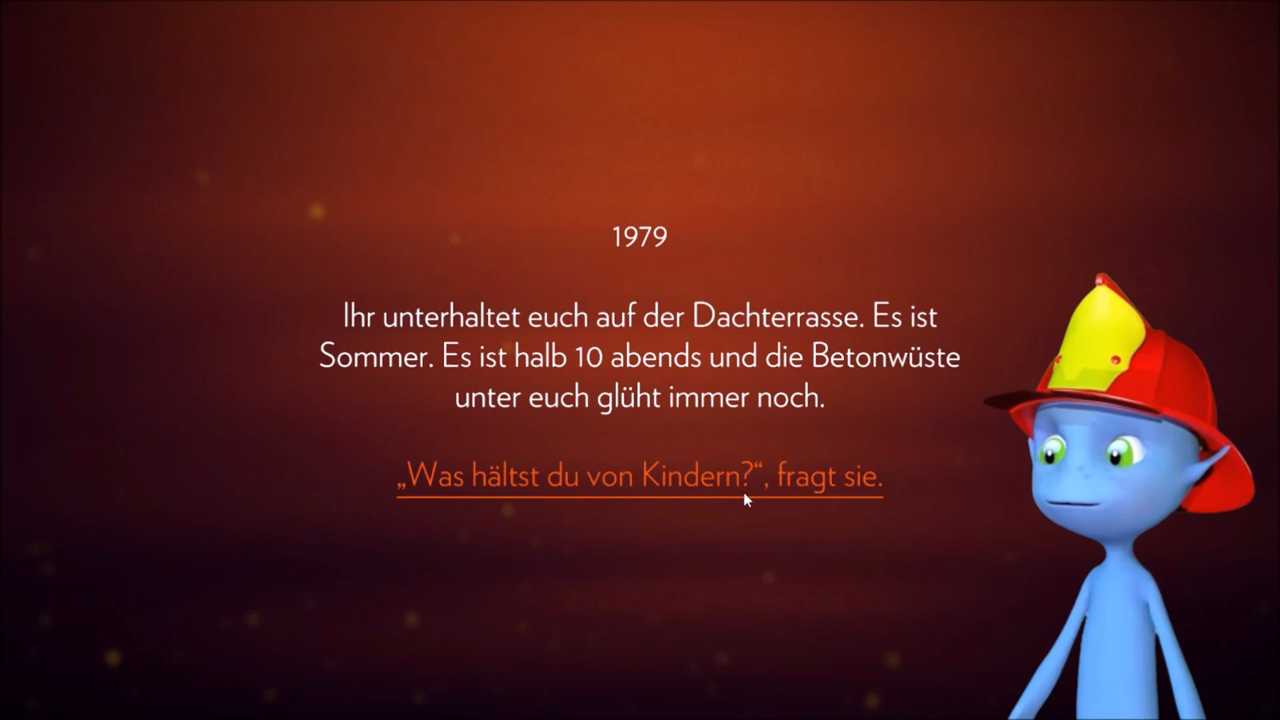 1979
Ihr unterhaltet euch auf der Dachterrasse. Es ist
Sommer. Es ist halb 10 abends und die Betonwüste
unter euch glüht immer noch.
„Was hältst du von Kindern?“, fragt sie.